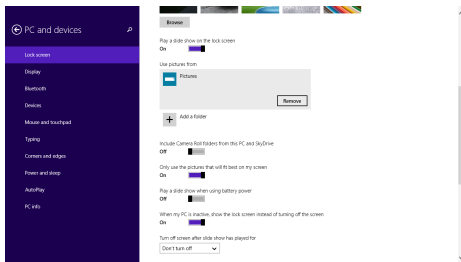 PC and devices
Lock screen
Display
Bluetooth
Devices
Mouse and touchpad
Typing
Corners and edges
Power and sleep
AutoPlay
PC info
Browse
Play a slide show on the lock screen
On
Use pictures from
Pictures
Remove
Add a folder
Include Camera Roll folders from this PC and SkyDrive
Off
Only use the pictures that will fit best on my screen
On
Play a slide show when using battery power
Off
When my PC is inactive, show the lock screen instead of turning off the screen
On
Turn off screen after slide show has played for
Don't turn off